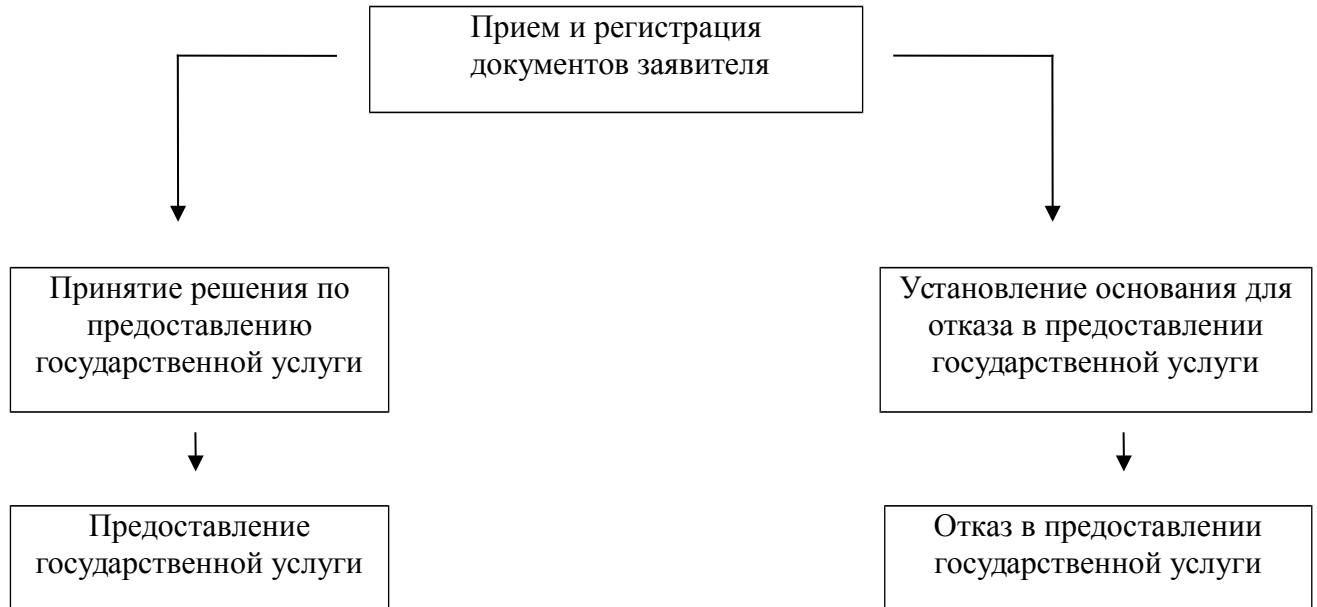 Прием и регистрация
документов заявителя
Принятие решения по
предоставлению
государственной услуги
Установление основания для
отказа в предоставлении
государственной услуги
Предоставление
государственной услуги
Отказ в предоставлении
государственной услуги